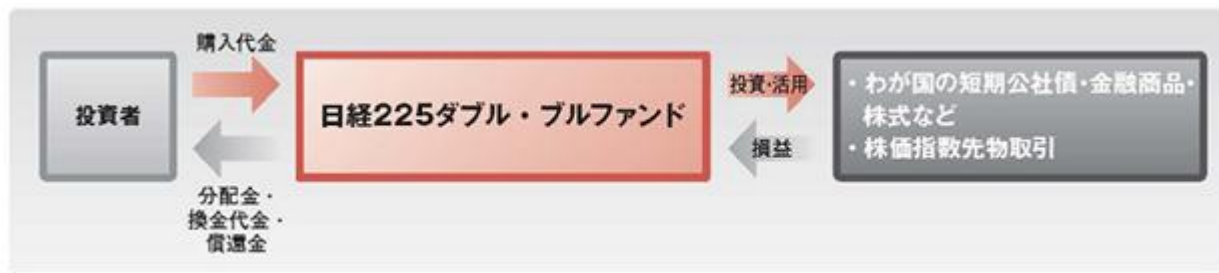 購入代金
投資者
分配金・
換金代金・
償還金
日経225ダブル・ブルファンド
投資・活用
損益
・わが国の短期公社債・金融商品・
株式など
・株価指数先物取引